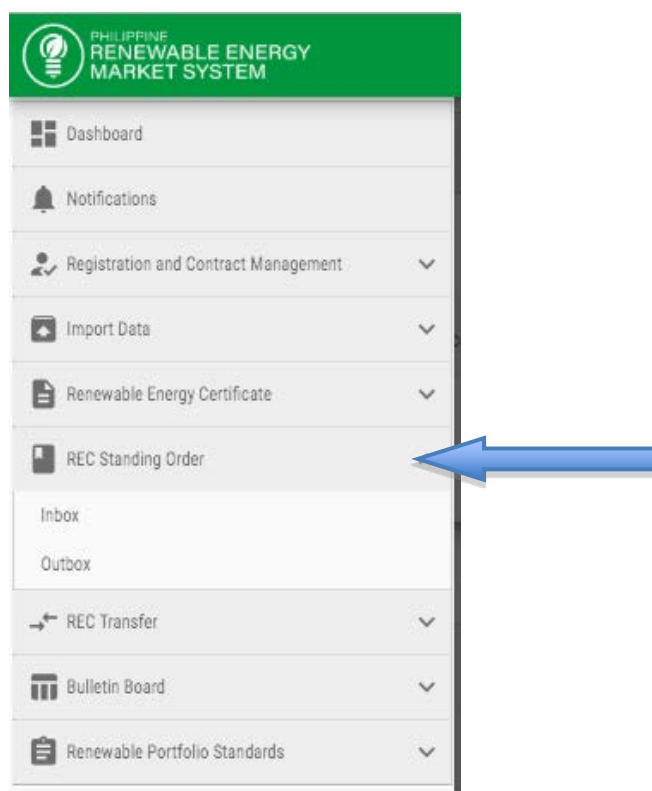 PHILIPPINE
RENEWABLE ENERGY
MARKET SYSTEM
Dashboard
Notifications
Registration and Contract Management
Import Data
Renewable Energy Certificate
REC Standing Order
Inbox
Outbox
REC Transfer
Bulletin Board
Renewable Portfolio Standards